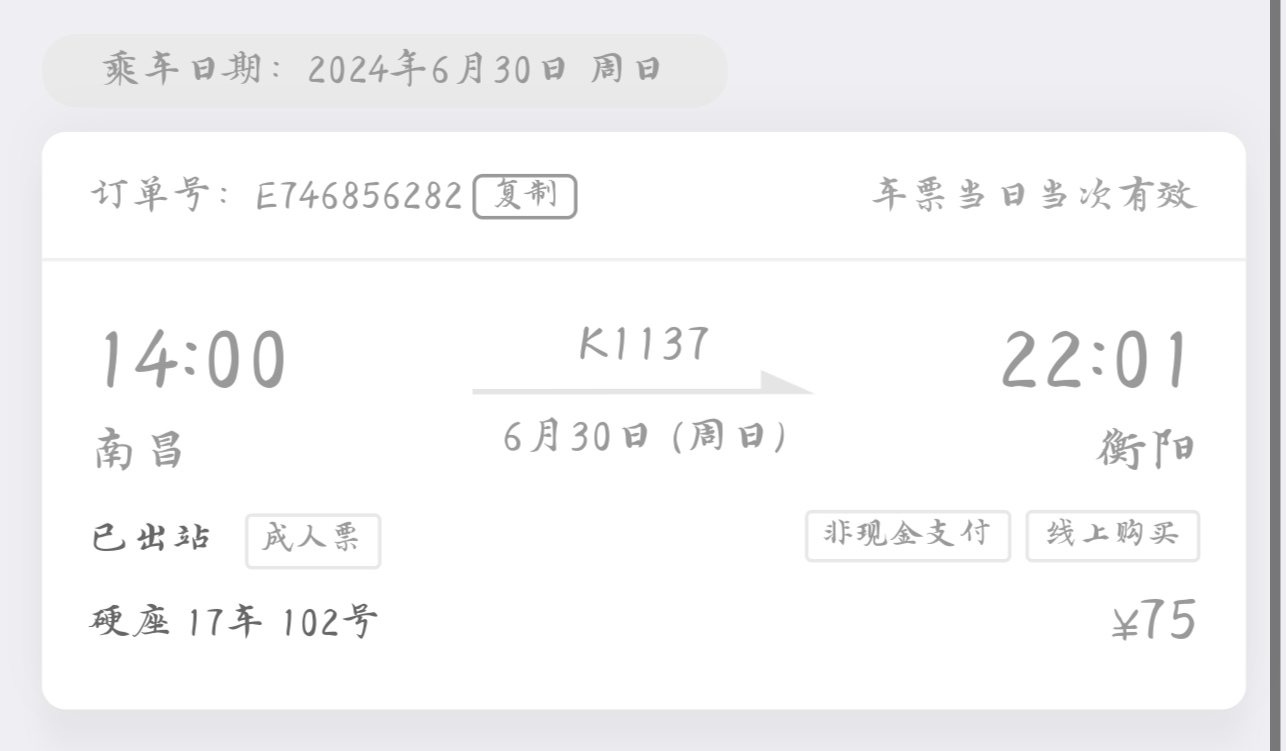 乘车日期：2024年6月30日 周日
订单号：E746856282 复制 车票当日当次有效
14:00 K1137 22:01
南昌 6月30日 (周日) 衡阳
已出站 成人票 非现金支付 线上购买
硬座 17车 102号 ¥75